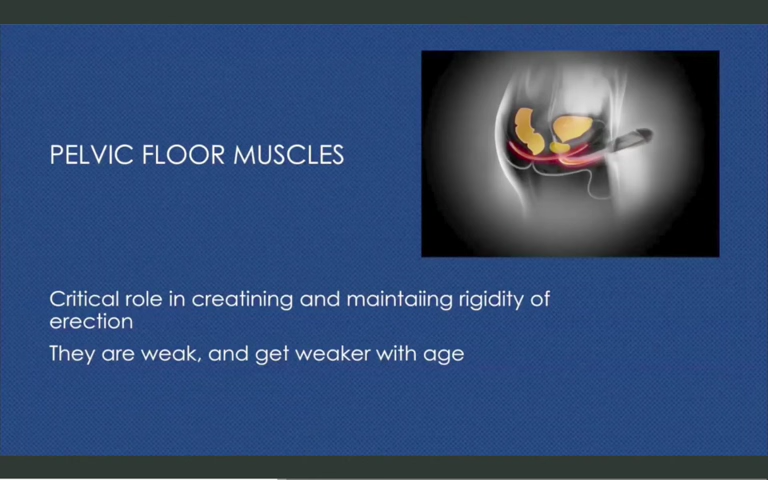 PELVIC FLOOR MUSCLES
Critical role in creatining and maintaiing rigidity of
erection
They are weak, and get weaker with age